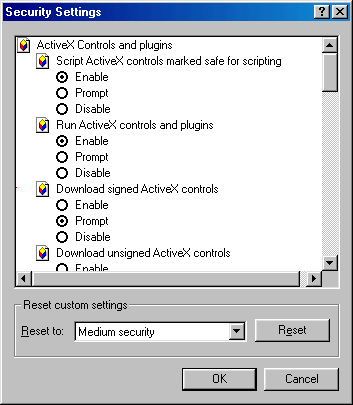 Security Settings
ActiveX Controls and plugins
Script ActiveX controls marked safe for scripting
Enable
Prompt
Disable
Run ActiveX controls and plugins
Enable
Prompt
Disable
Download signed ActiveX controls
Enable
Prompt
Disable
Download unsigned ActiveX controls
Enable
Reset custom settings
Reset to: Medium security Reset
OK Cancel